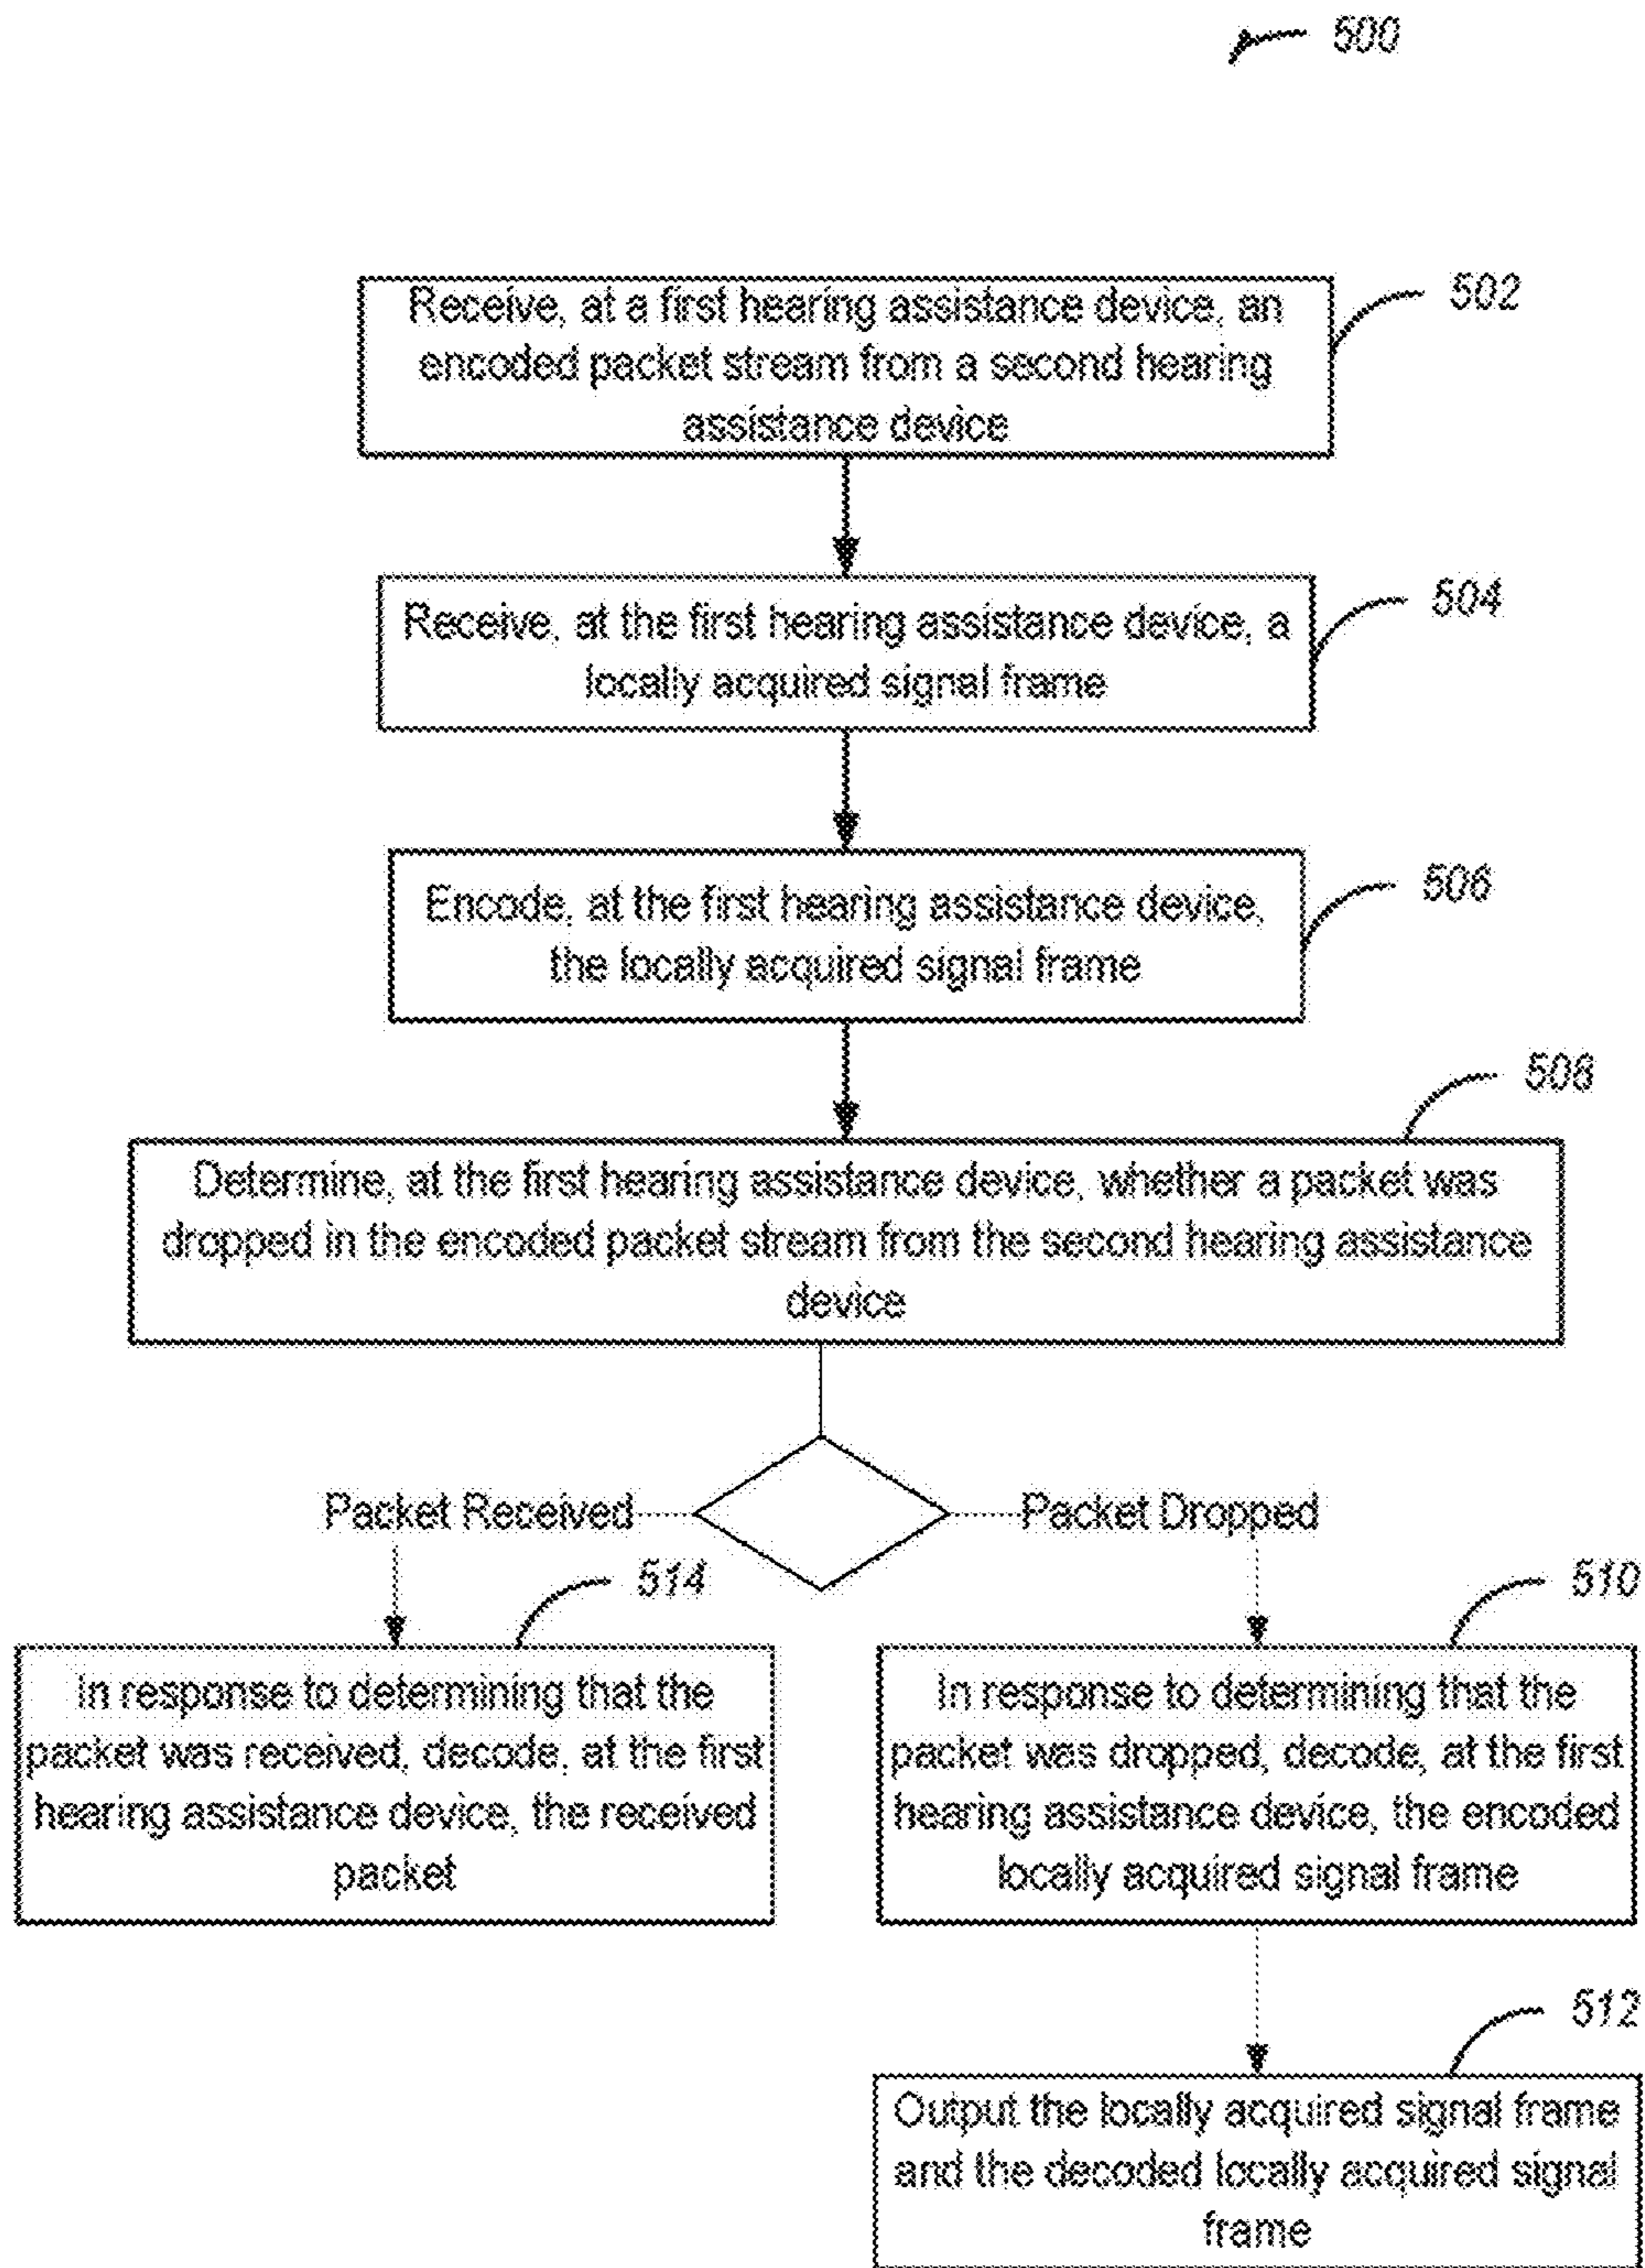 500
Receive, at a first hearing assistance device, an
encoded packet stream from a second hearing
assistance device
502
Receive, at the first hearing assistance device, a
locally acquired signal frame
504
Encode, at the first hearing assistance device,
the locally acquired signal frame
506
508
Determine, at the first hearing assistance device, whether a packet was
dropped in the encoded packet stream from the second hearing assistance
device
Packet Received
Packet Dropped
514
In response to determining that the
packet was received, decode, at the first
hearing assistance device, the received
packet
510
In response to determining that the
packet was dropped, decode, at the first
hearing assistance device, the encoded
locally acquired signal frame
512
Output the locally acquired signal frame
and the decoded locally acquired signal
frame